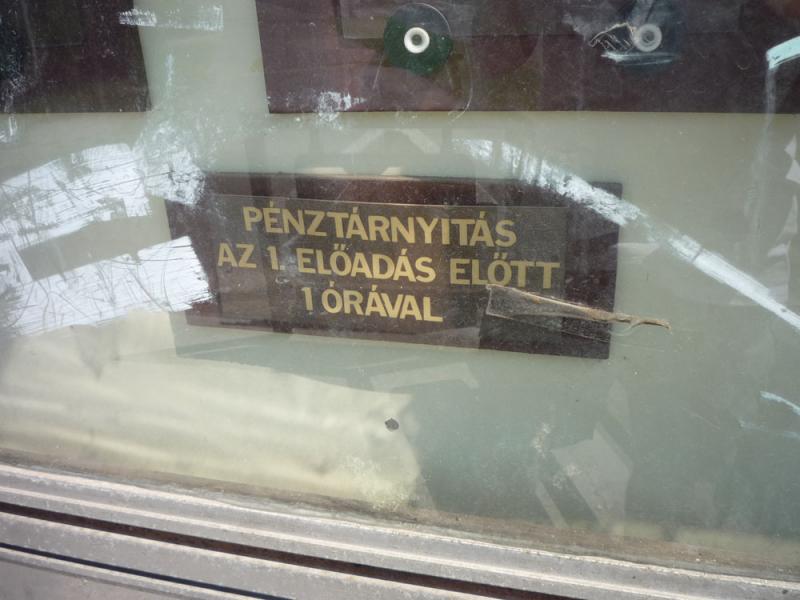 PÉNZTÁRNYITÁS
AZ 1. ELŐADÁS ELŐTT
1 ÓRÁVAL